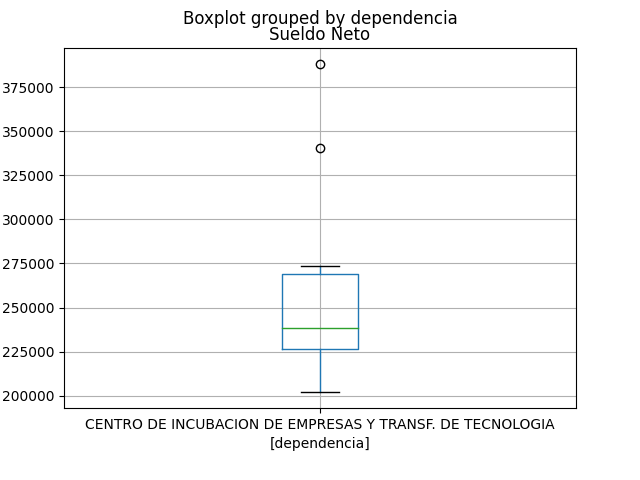 Boxplot grouped by dependencia
Sueldo Neto
375000
350000
325000
300000
275000
250000
225000
200000
CENTRO DE INCUBACION DE EMPRESAS Y TRANSF. DE TECNOLOGIA
[dependencia]